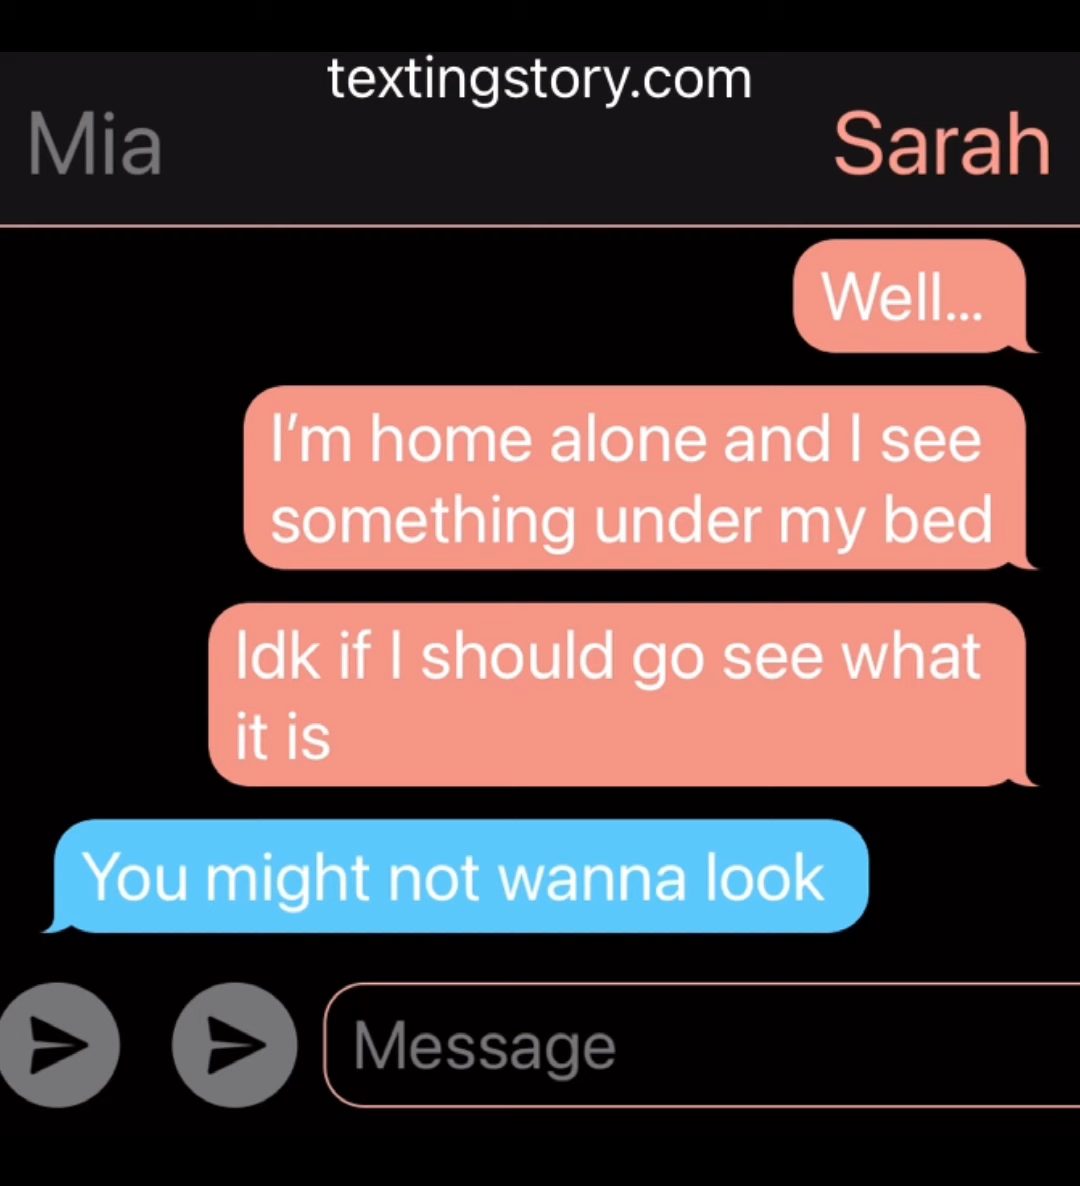 textingstory.com
Mia
Sarah
Well...
I’m home alone and I see
something under my bed
Idk if I should go see what
it is
You might not wanna look
Message